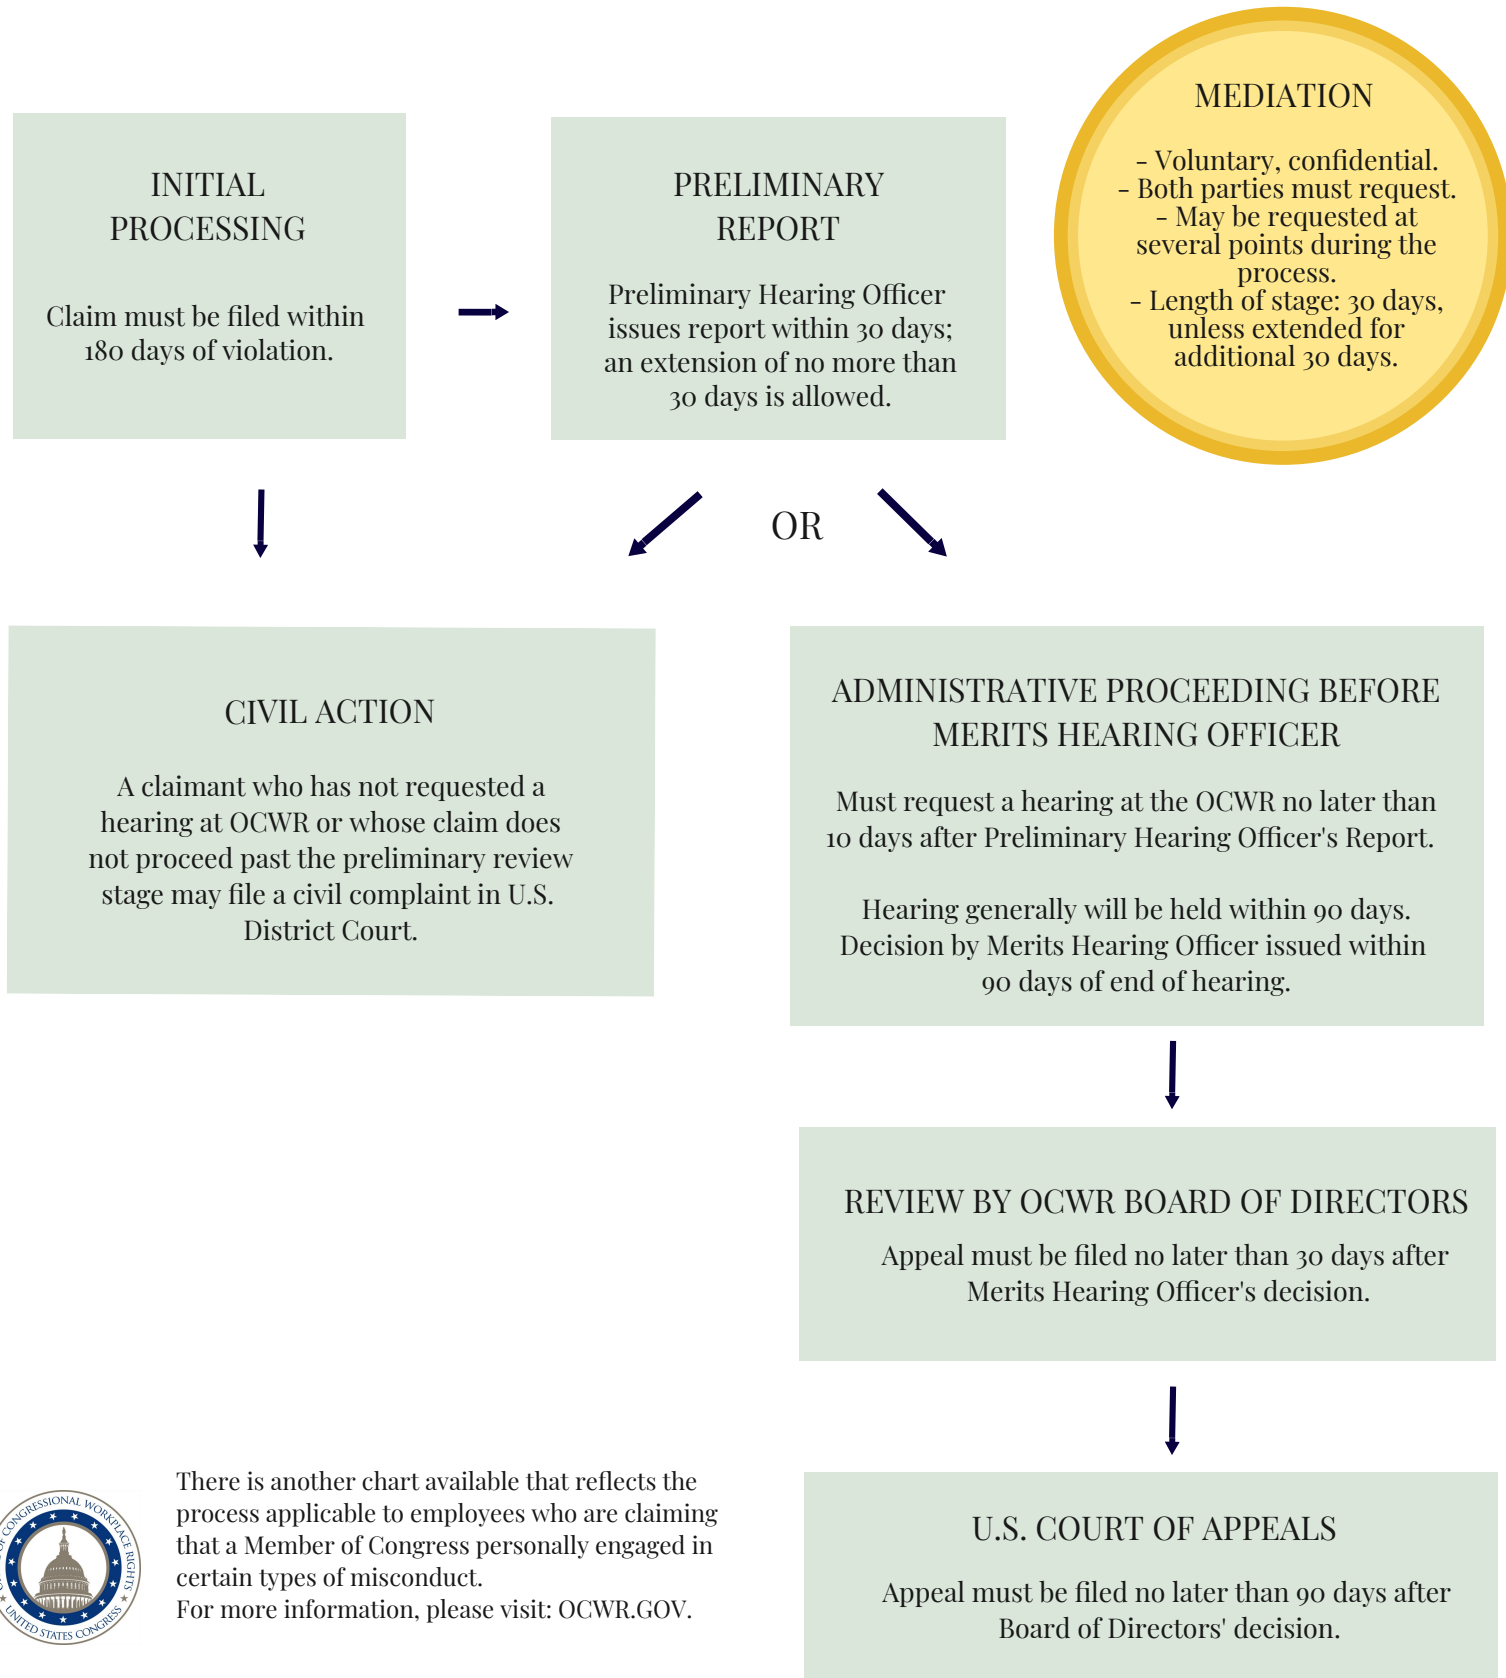 INITIAL
PROCESSING
Claim must be filed within
180 days of violation.
PRELIMINARY
REPORT
Preliminary Hearing Officer
issues report within 30 days;
an extension of no more than
30 days is allowed.
MEDIATION
- Voluntary, confidential.
- Both parties must request.
- May be requested at
several points during the
process.
- Length of stage: 30 days,
unless extended for
additional 30 days.
OR
CIVIL ACTION
A claimant who has not requested a
hearing at OCWR or whose claim does
not proceed past the preliminary review
stage may file a civil complaint in U.S.
District Court.
ADMINISTRATIVE PROCEEDING BEFORE
MERITS HEARING OFFICER
Must request a hearing at the OCWR no later than
10 days after Preliminary Hearing Officer's Report.
Hearing generally will be held within 90 days.
Decision by Merits Hearing Officer issued within
90 days of end of hearing.
REVIEW BY OCWR BOARD OF DIRECTORS
Appeal must be filed no later than 30 days after
Merits Hearing Officer's decision.
U.S. COURT OF APPEALS
Appeal must be filed no later than 90 days after
Board of Directors' decision.
CONGRESSIONAL WORKPLACE RIGHTS
UNITED STATES CONGRESS
There is another chart available that reflects the
process applicable to employees who are claiming
that a Member of Congress personally engaged in
certain types of misconduct.
For more information, please visit: OCWR.GOV.